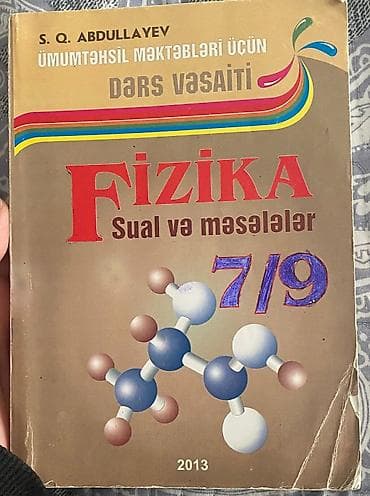 S. Q. ABDULLAYEV
ÜMUMTƏHSİL MƏKTƏBLƏRİ ÜÇÜN
DƏRS VƏSAİTİ
FİZİKA
Sual və məsələlər
7/9
2013